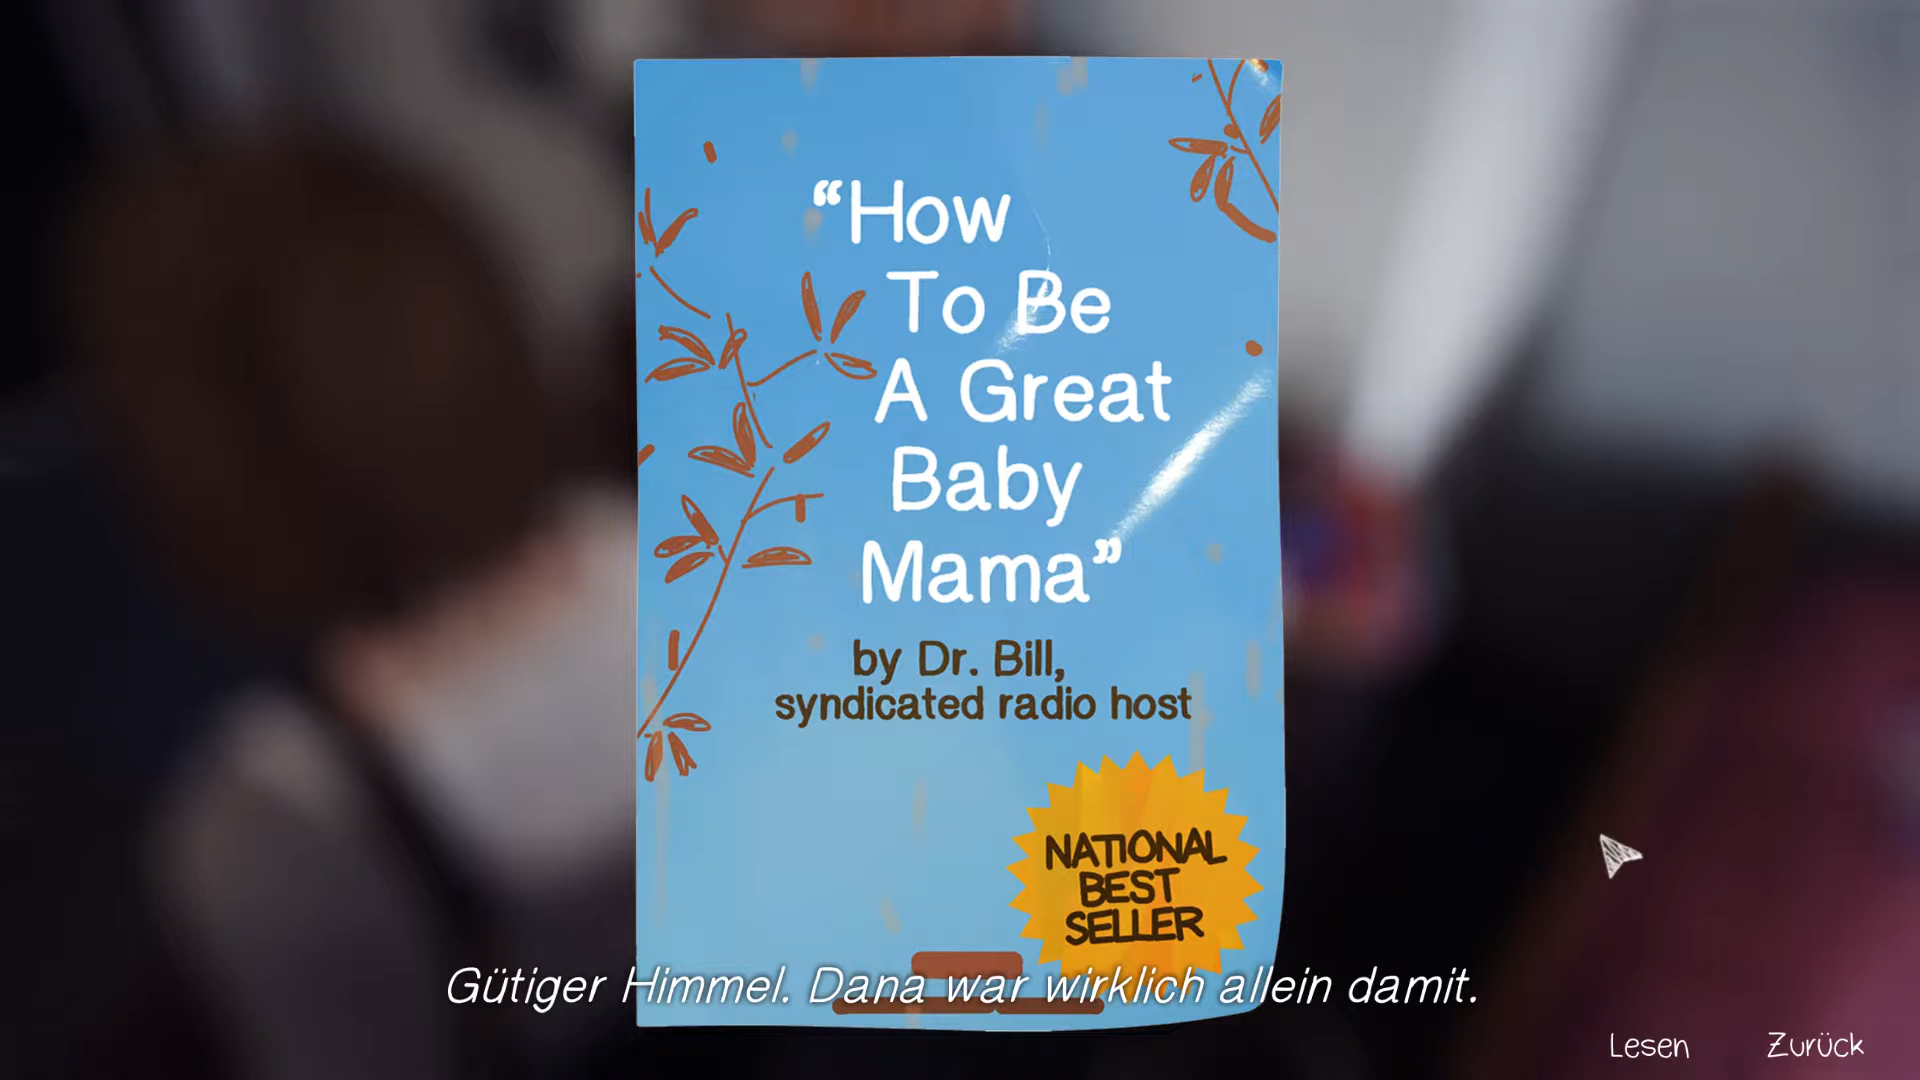 “How
To Be
A Great
Baby
Mama”
by Dr. Bill,
syndicated radio host
NATIONAL
BEST
SELLER
Gütiger Himmel. Dana war wirklich allein damit.
Lesen Zurück